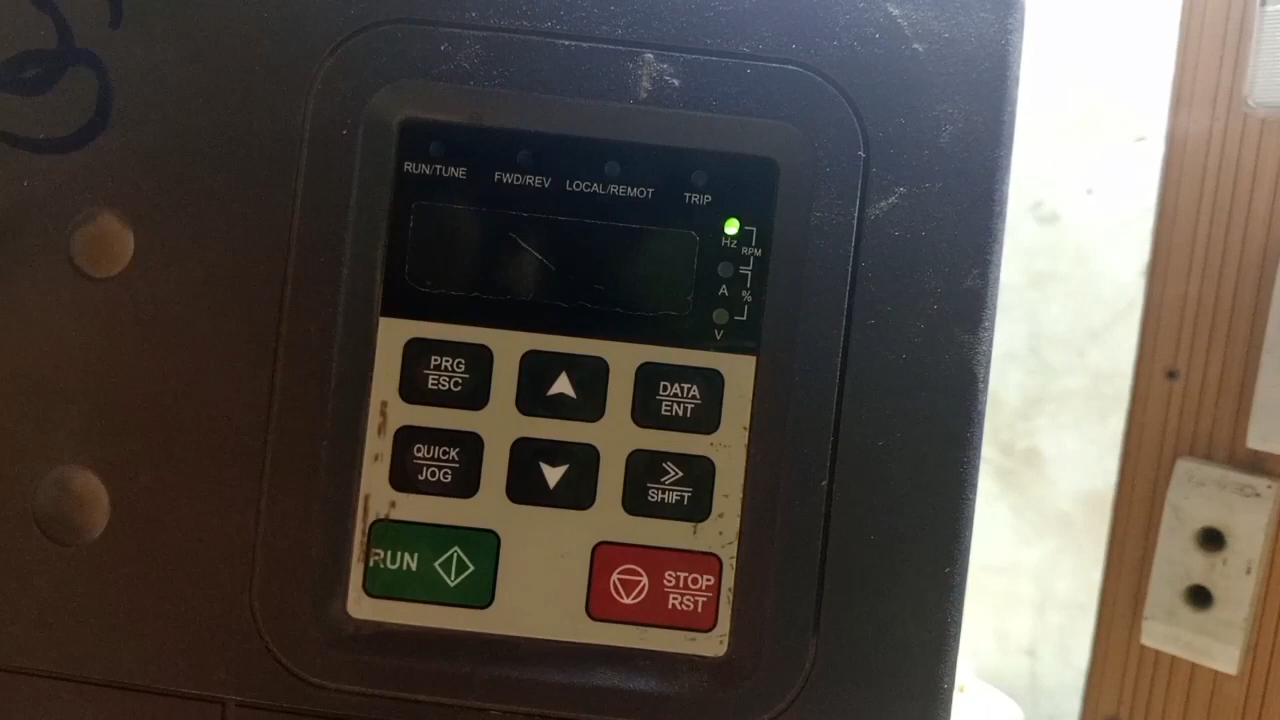 RUN/TUNE FWD/REV LOCAL/REMOT TRIP
Hz
RPM
A
%
V
PRG
ESC
DATA
ENT
QUICK
JOG
SHIFT
RUN
STOP
RST